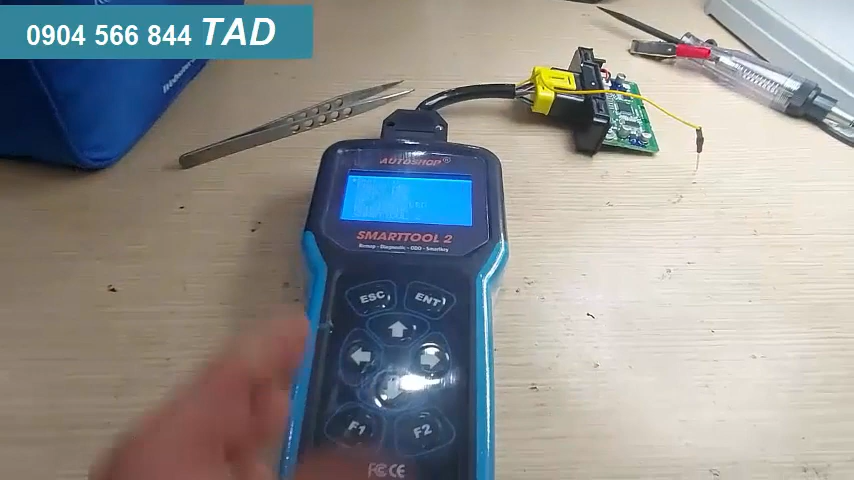 0904 566 844 TAD
AUTOSHOP®
SMARTTOOL 2
Remap - Diagnostic - ODO - Smartkey
ESC
ENT
F1
F2
FC CE